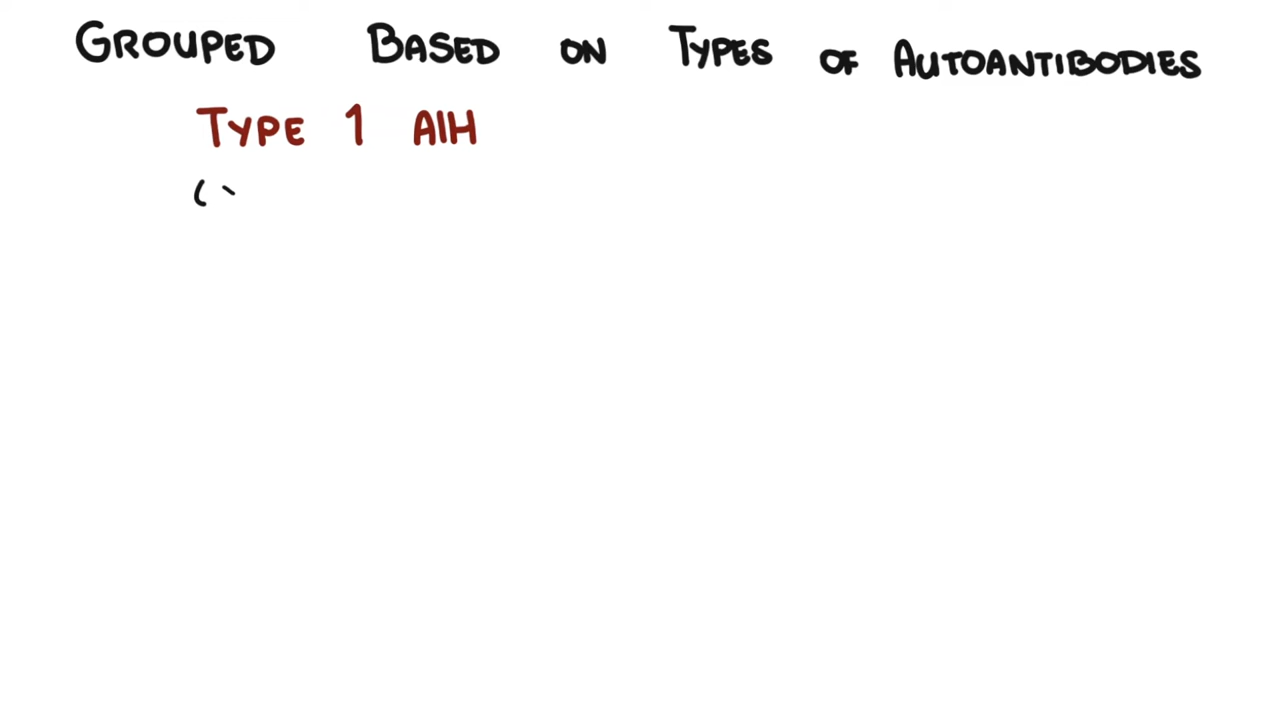 GROUPED BASED ON TYPES OF AUTOANTIBODIES
TYPE 1 AIH
(